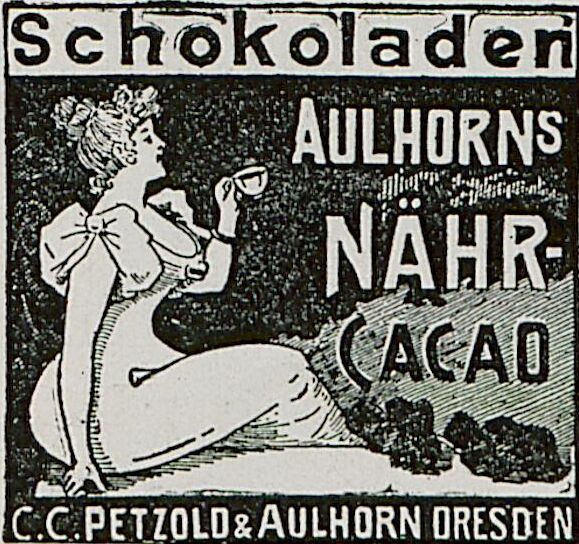 Schokoladen
AULHORNS
NÄHR-
CACAO
C.C. PETZOLD & AULHORN DRESDEN